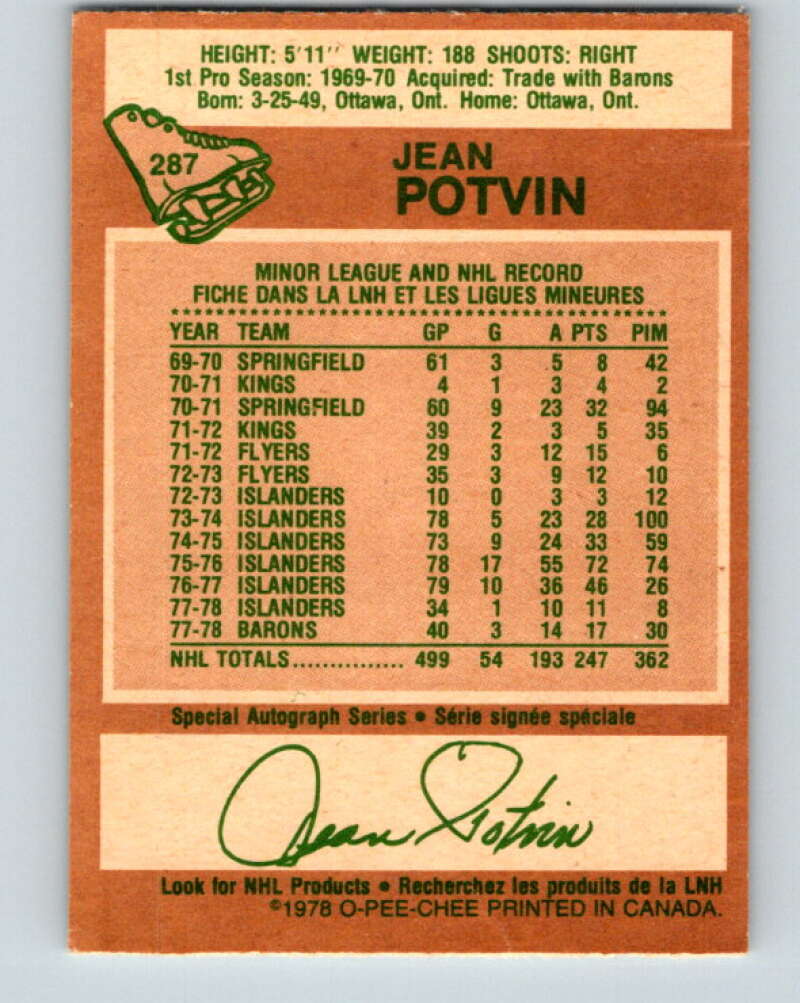 HEIGHT: 5'11" WEIGHT: 188 SHOOTS: RIGHT
1st Pro Season: 1969-70 Acquired: Trade with Barons
Born: 3-25-49, Ottawa, Ont. Home: Ottawa, Ont.
287
JEAN
POTVIN
MINOR LEAGUE AND NHL RECORD
FICHE DANS LA LNH ET LES LIGUES MINEURES
YEAR TEAM GP G A PTS PIM
69-70 SPRINGFIELD 61 3 5 8 42
70-71 KINGS 4 1 3 4 2
70-71 SPRINGFIELD 60 9 23 32 94
71-72 KINGS 39 2 3 5 35
71-72 FLYERS 29 3 12 15 6
72-73 FLYERS 35 3 9 12 10
72-73 ISLANDERS 10 0 3 3 12
73-74 ISLANDERS 78 5 23 28 100
74-75 ISLANDERS 73 9 24 33 59
75-76 ISLANDERS 78 17 55 72 74
76-77 ISLANDERS 79 10 36 46 26
77-78 ISLANDERS 34 1 10 11 8
77-78 BARONS 40 3 14 17 30
NHL TOTALS............... 499 54 193 247 362
Special Autograph Series • Série signée spéciale
Jean Potvin
Look for NHL Products • Recherchez les produits de la LNH
©1978 O-PEE-CHEE PRINTED IN CANADA.